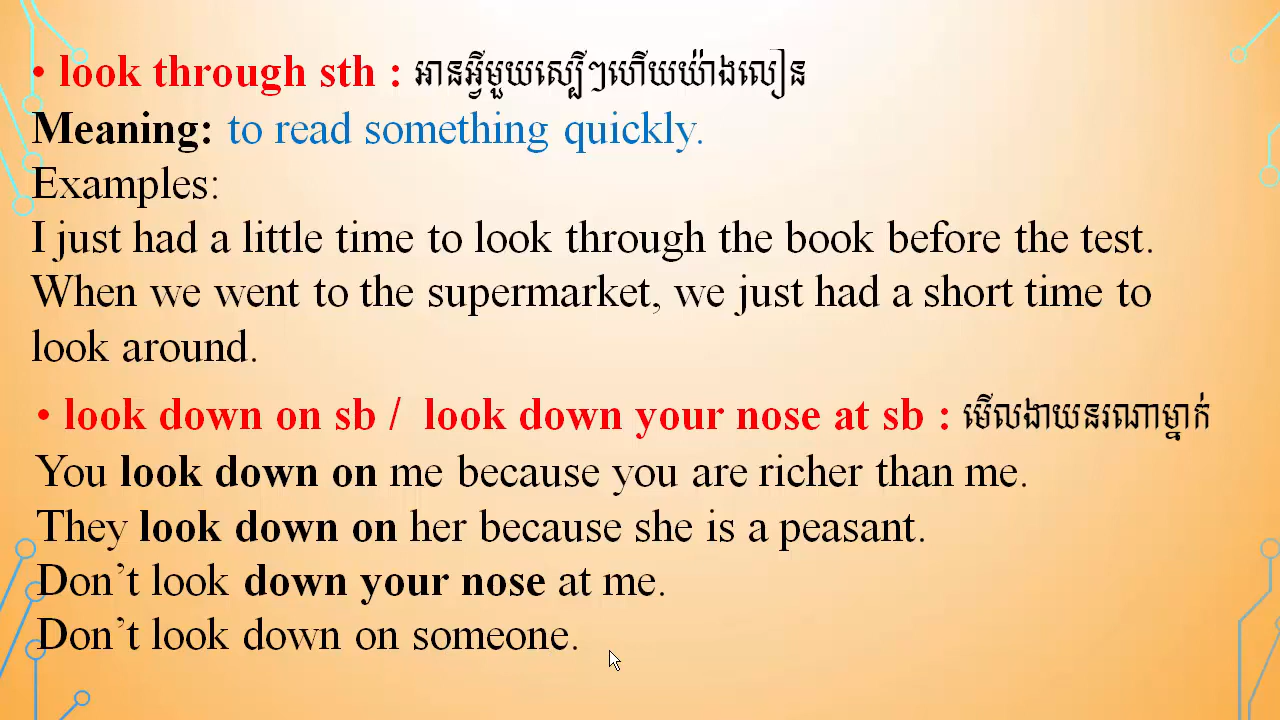 • look through sth : អានអ្វីមួយស្បើៗហើយយ៉ាងលឿន
Meaning: to read something quickly.
Examples:
I just had a little time to look through the book before the test.
When we went to the supermarket, we just had a short time to
look around.
• look down on sb / look down your nose at sb : មើលងាយនរណាម្នាក់
You look down on me because you are richer than me.
They look down on her because she is a peasant.
Don’t look down your nose at me.
Don’t look down on someone.